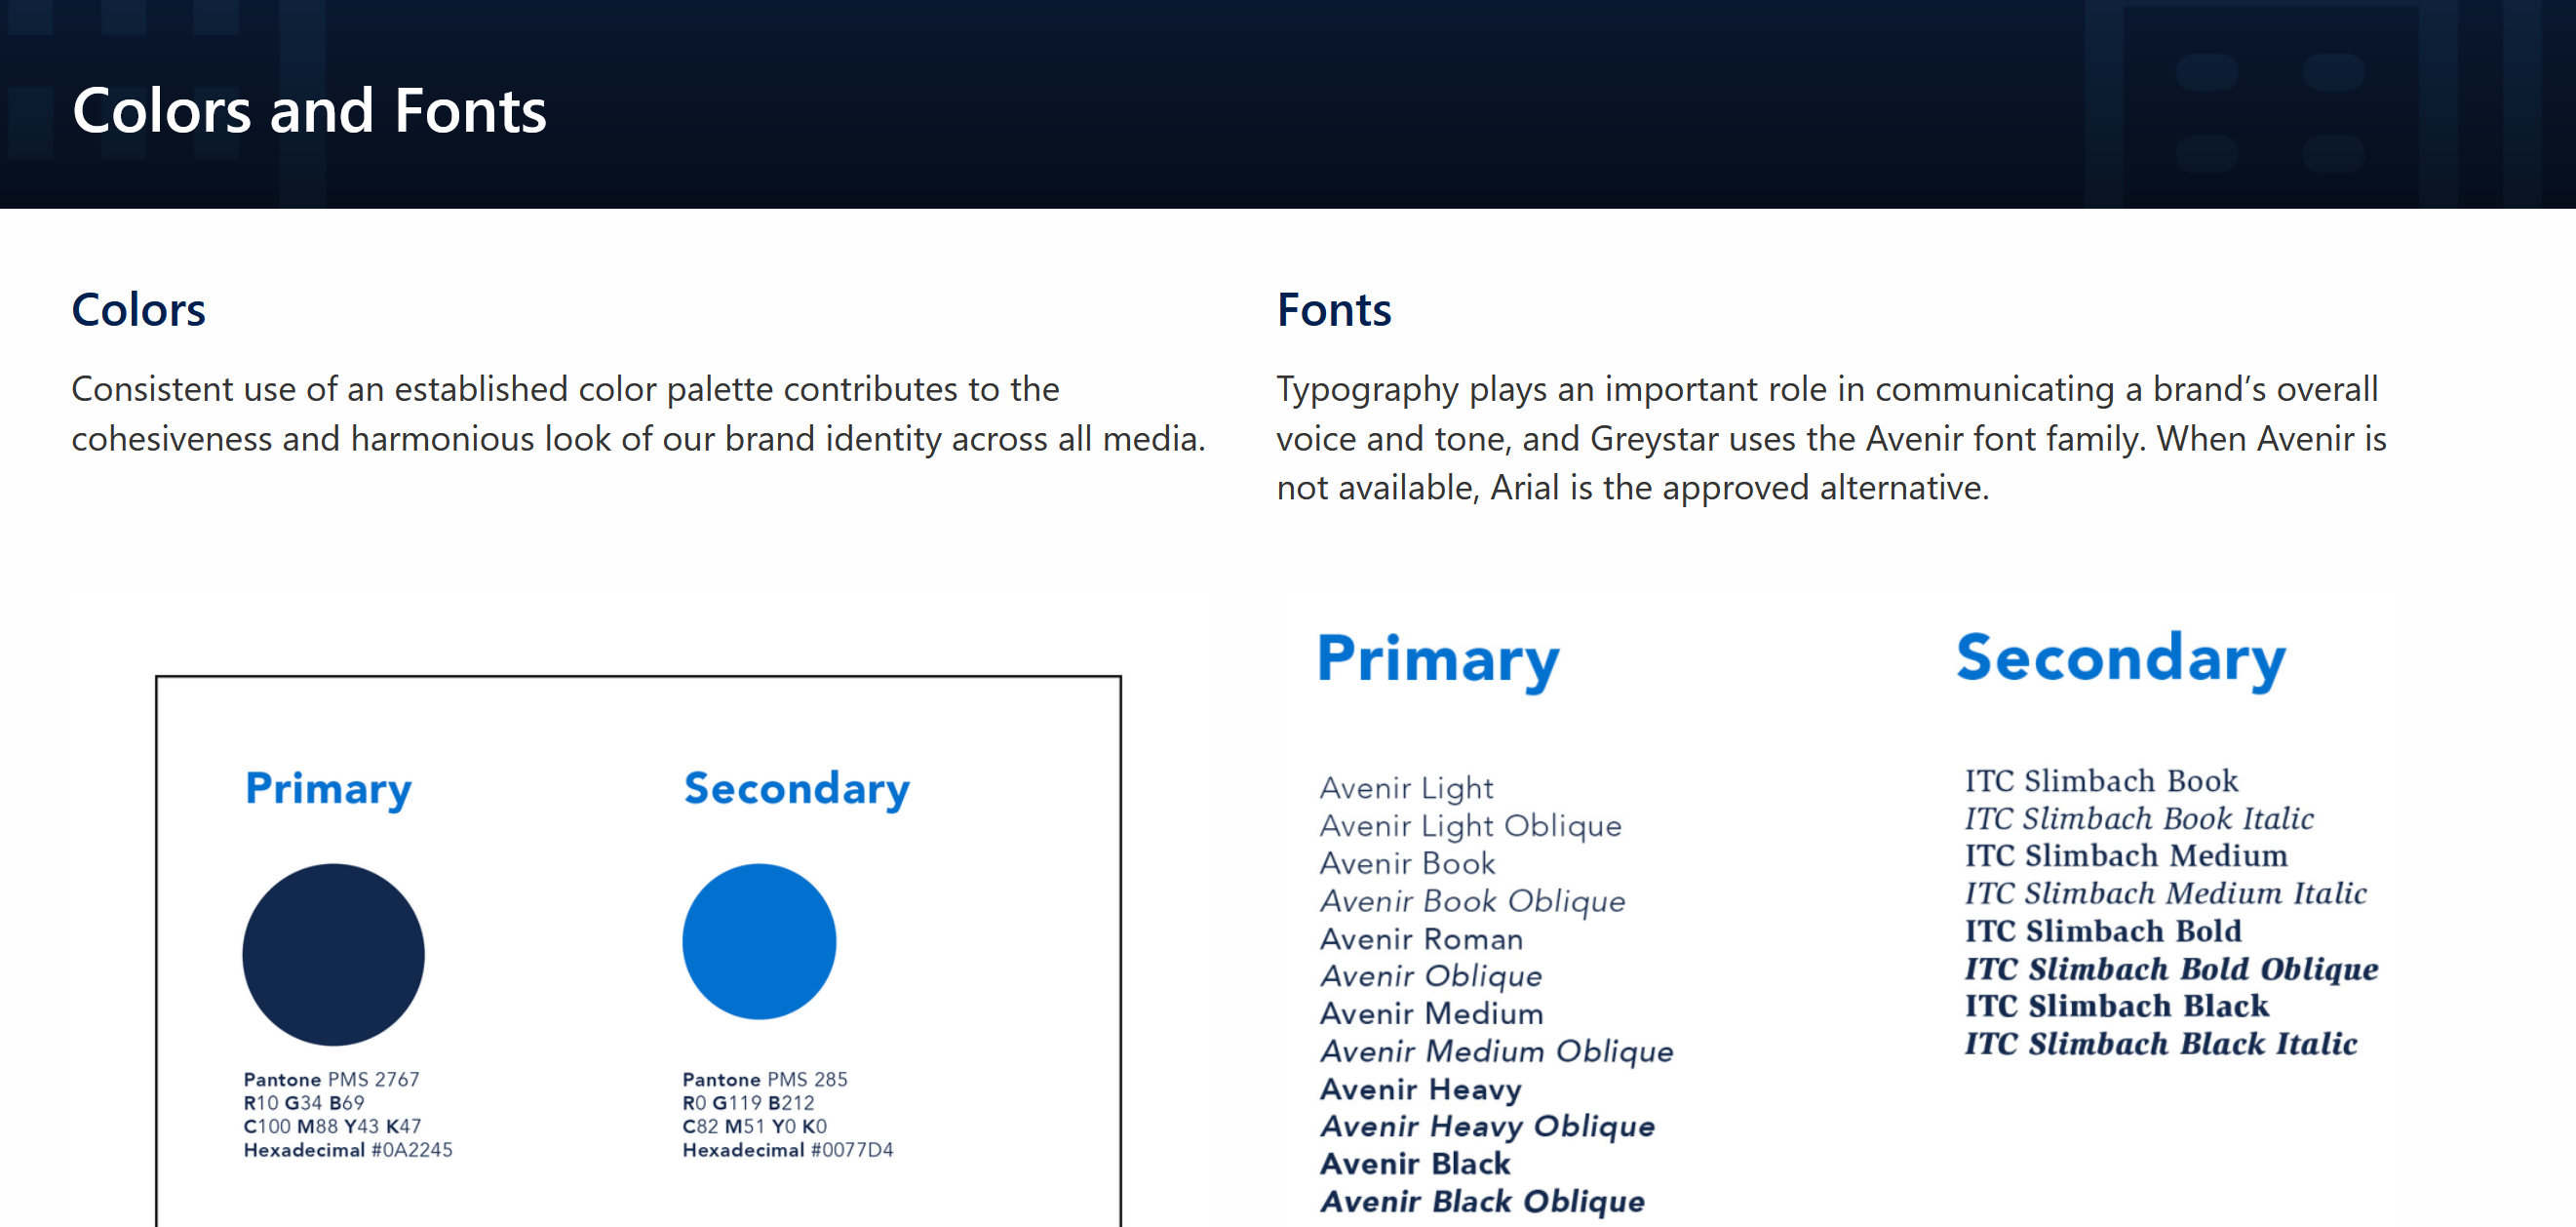 Colors and Fonts
Colors
Consistent use of an established color palette contributes to the
cohesiveness and harmonious look of our brand identity across all media.
Fonts
Typography plays an important role in communicating a brand’s overall
voice and tone, and Greystar uses the Avenir font family. When Avenir is
not available, Arial is the approved alternative.
Primary
Secondary
Pantone PMS 2767
R10 G34 B69
C100 M88 Y43 K47
Hexadecimal #0A2245
Pantone PMS 285
R0 G119 B212
C82 M51 Y0 K0
Hexadecimal #0077D4
Primary
Avenir Light
Avenir Light Oblique
Avenir Book
Avenir Book Oblique
Avenir Roman
Avenir Oblique
Avenir Medium
Avenir Medium Oblique
Avenir Heavy
Avenir Heavy Oblique
Avenir Black
Avenir Black Oblique
Secondary
ITC Slimbach Book
ITC Slimbach Book Italic
ITC Slimbach Medium
ITC Slimbach Medium Italic
ITC Slimbach Bold
ITC Slimbach Bold Oblique
ITC Slimbach Black
ITC Slimbach Black Italic